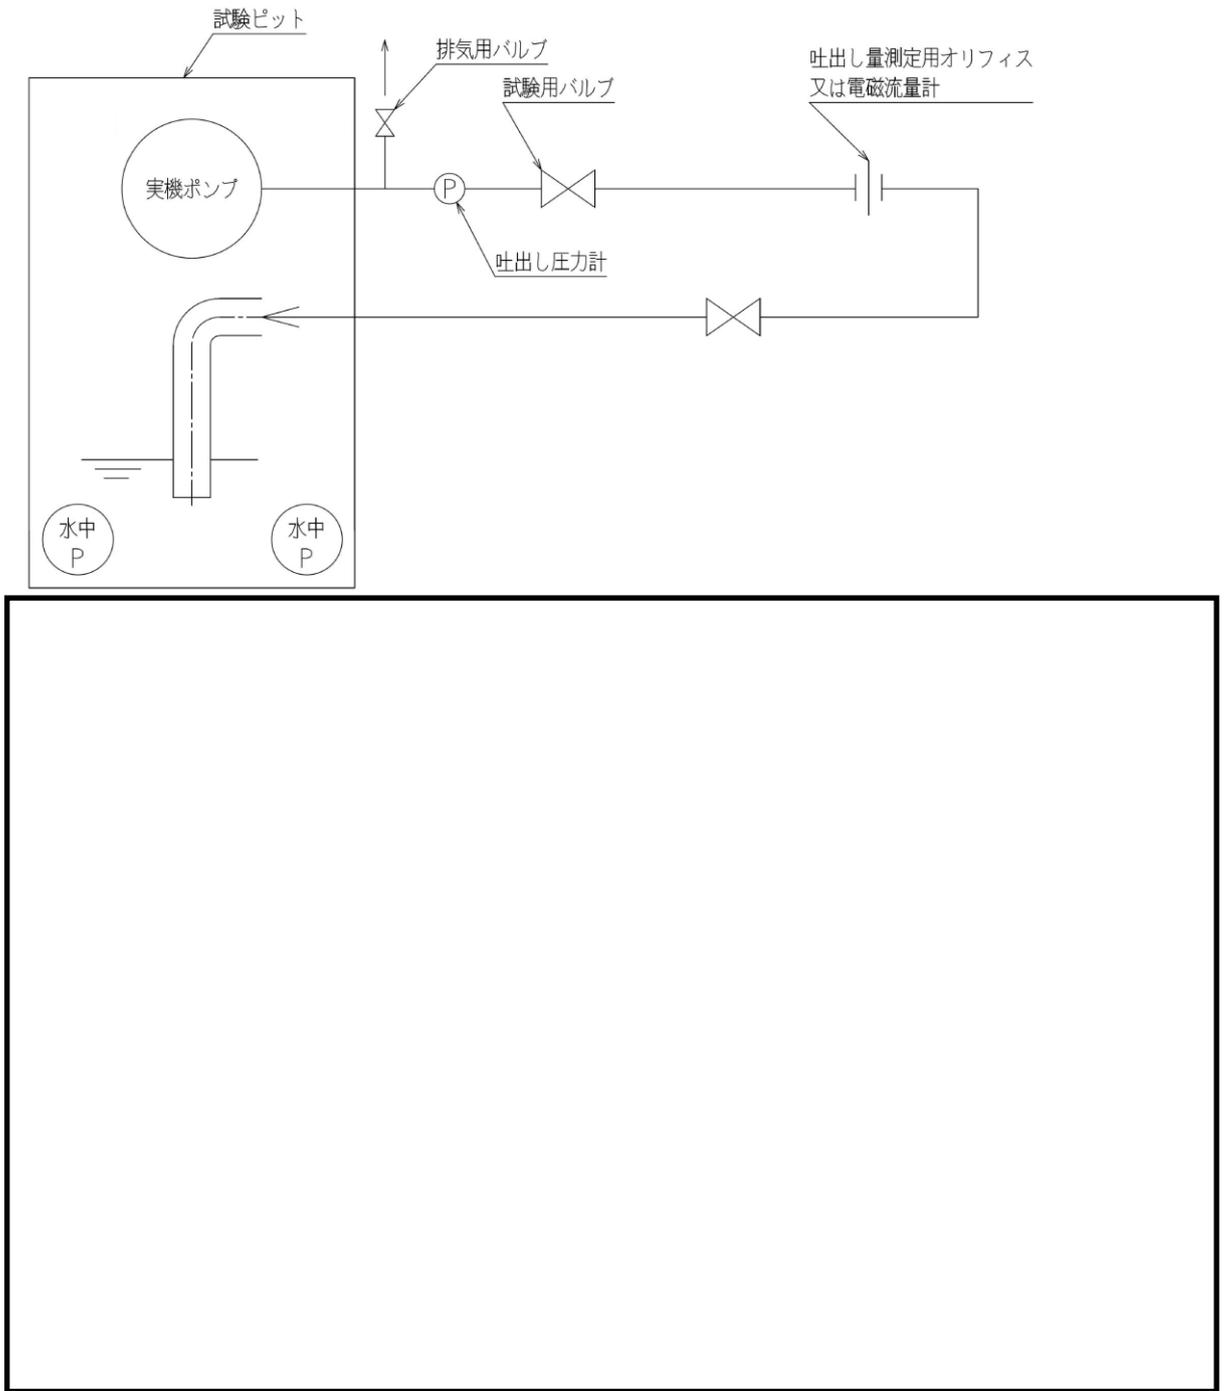 試験ピット
排気用バルブ
試験用バルブ
吐出し量測定用オリフィス
又は電磁流量計
実機ポンプ
P
吐出し圧力計
水中
P
水中
P